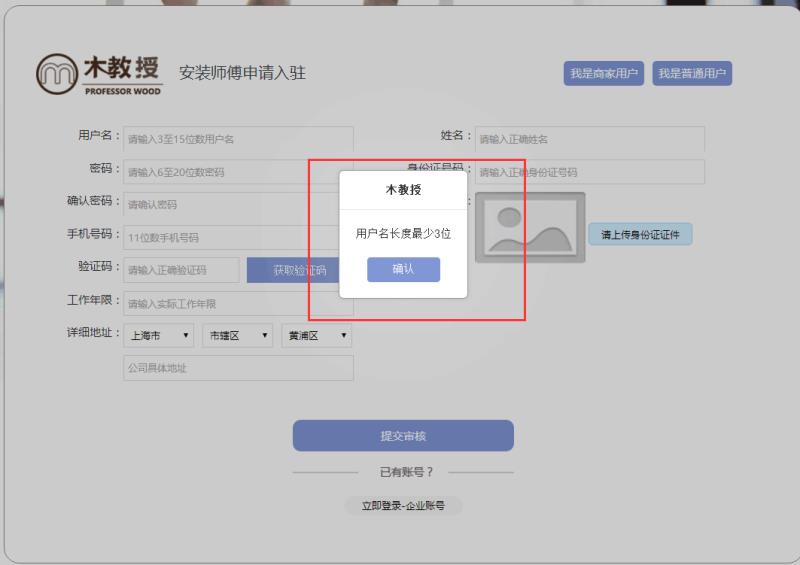 木教授
PROFESSOR WOOD
安装师傅申请入驻
我是商家用户
我是普通用户
用户名：
请输入3至15位数用户名
姓名：
请输入正确姓名
密码：
请输入6至20位数密码
身份证号码：
请输入正确身份证号码
确认密码：
请确认密码
手机号码：
11位数手机号码
请上传身份证证件
验证码：
请输入正确验证码
获取验证码
工作年限：
请输入实际工作年限
详细地址：
上海市
市辖区
黄浦区
公司具体地址
木教授
用户名长度最少3位
确认
提交审核
已有账号？
立即登录-企业账号